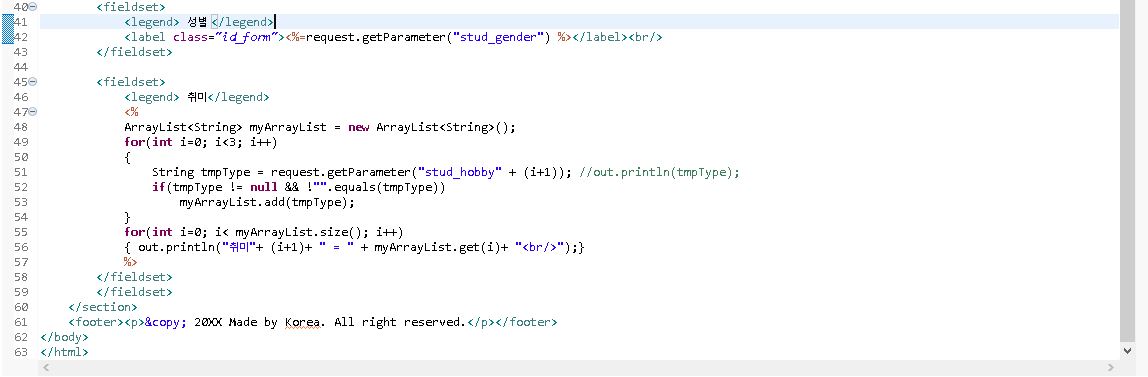 40 <fieldset>
41 <legend> 성별 </legend>
42 <label class="id_form"><%=request.getParameter("stud_gender") %></label><br/>
43 </fieldset>
44
45 <fieldset>
46 <legend> 취미</legend>
47 <%
48 ArrayList<String> myArrayList = new ArrayList<String>();
49 for(int i=0; i<3; i++)
50 {
51 String tmpType = request.getParameter("stud_hobby" + (i+1)); //out.println(tmpType);
52 if(tmpType != null && !"".equals(tmpType))
53 myArrayList.add(tmpType);
54 }
55 for(int i=0; i< myArrayList.size(); i++)
56 { out.println("취미"+ (i+1)+ " = " + myArrayList.get(i)+ "<br/>");}
57 %>
58 </fieldset>
59 </fieldset>
60 </section>
61 <footer><p>&copy; 20XX Made by Korea. All right reserved.</p></footer>
62 </body>
63 </html>